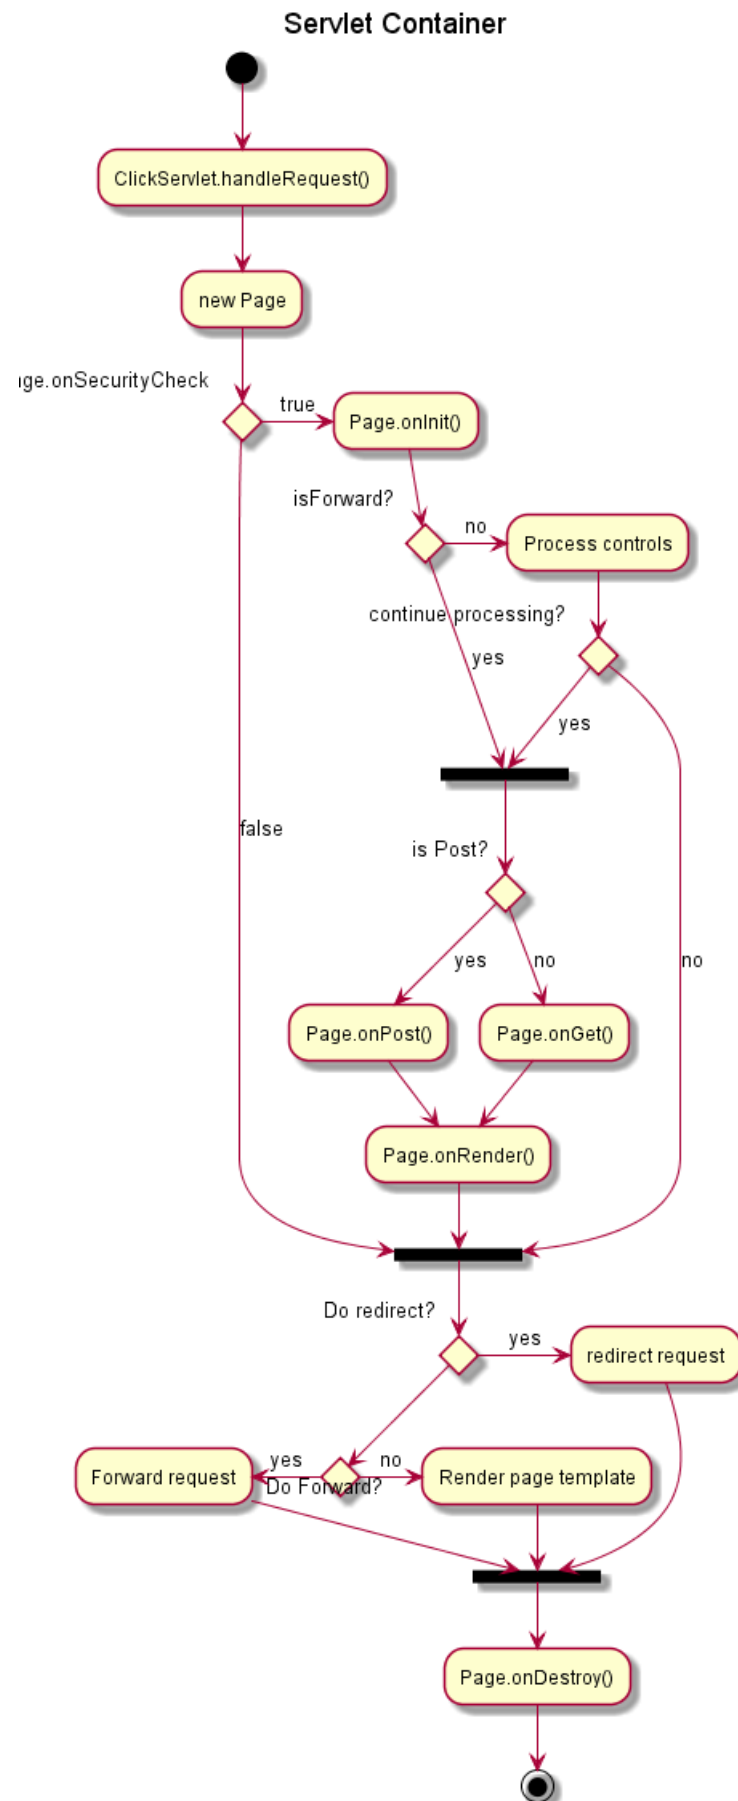 Servlet Container
ClickServlet.handleRequest()
new Page
ge.onSecurityCheck
true
Page.onInit()
isForward?
no
Process controls
continue processing?
yes
yes
false
is Post?
yes
no
no
Page.onPost()
Page.onGet()
Page.onRender()
Do redirect?
yes
redirect request
yes
no
Forward request
Do Forward?
Render page template
Page.onDestroy()